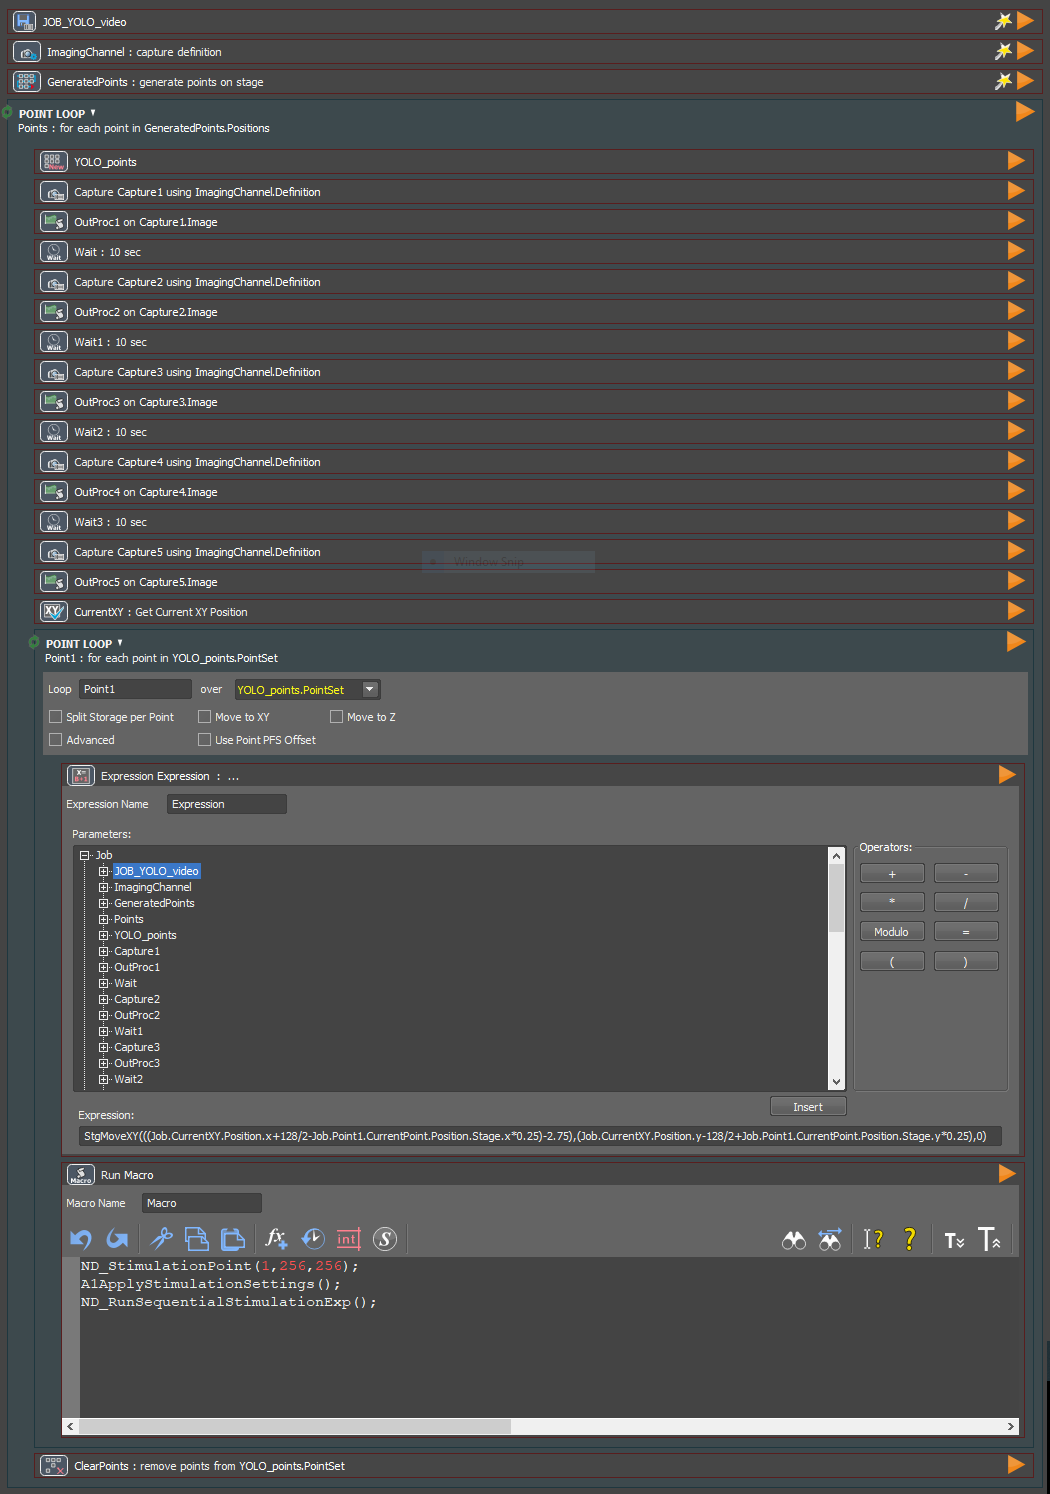 JOB_YOLO_video
ImagingChannel : capture definition
GeneratedPoints : generate points on stage
POINT LOOP
Points : for each point in GeneratedPoints.Positions
New
YOLO_points
Capture Capture1 using ImagingChannel.Definition
OutProc1 on Capture1.Image
Wait
Wait : 10 sec
Capture Capture2 using ImagingChannel.Definition
OutProc2 on Capture2.Image
Wait
Wait1 : 10 sec
Capture Capture3 using ImagingChannel.Definition
OutProc3 on Capture3.Image
Wait
Wait2 : 10 sec
Capture Capture4 using ImagingChannel.Definition
OutProc4 on Capture4.Image
Wait
Wait3 : 10 sec
Capture Capture5 using ImagingChannel.Definition
Window Snip
OutProc5 on Capture5.Image
XY
CurrentXY : Get Current XY Position
POINT LOOP
Point1 : for each point in YOLO_points.PointSet
Loop Point1 over YOLO_points.PointSet
Split Storage per Point Move to XY Move to Z
Advanced Use Point PFS Offset
X=
B+1
Expression Expression : ...
Expression Name Expression
Parameters:
Operators:
Job
JOB_YOLO_video
ImagingChannel
GeneratedPoints
Points
YOLO_points
Capture1
OutProc1
Wait
Capture2
OutProc2
Wait1
Capture3
OutProc3
Wait2
+ -
* /
Modulo =
( )
Insert
Expression:
StgMoveXY(((Job.CurrentXY.Position.x+128/2-Job.Point1.CurrentPoint.Position.Stage.x*0.25)-2.75),(Job.CurrentXY.Position.y-128/2+Job.Point1.CurrentPoint.Position.Stage.y*0.25),0)
Macro
Run Macro
Macro Name Macro
fx int S ? ? T T
ND_StimulationPoint(1,256,256);
A1ApplyStimulationSettings();
ND_RunSequentialStimulationExp();
ClearPoints : remove points from YOLO_points.PointSet